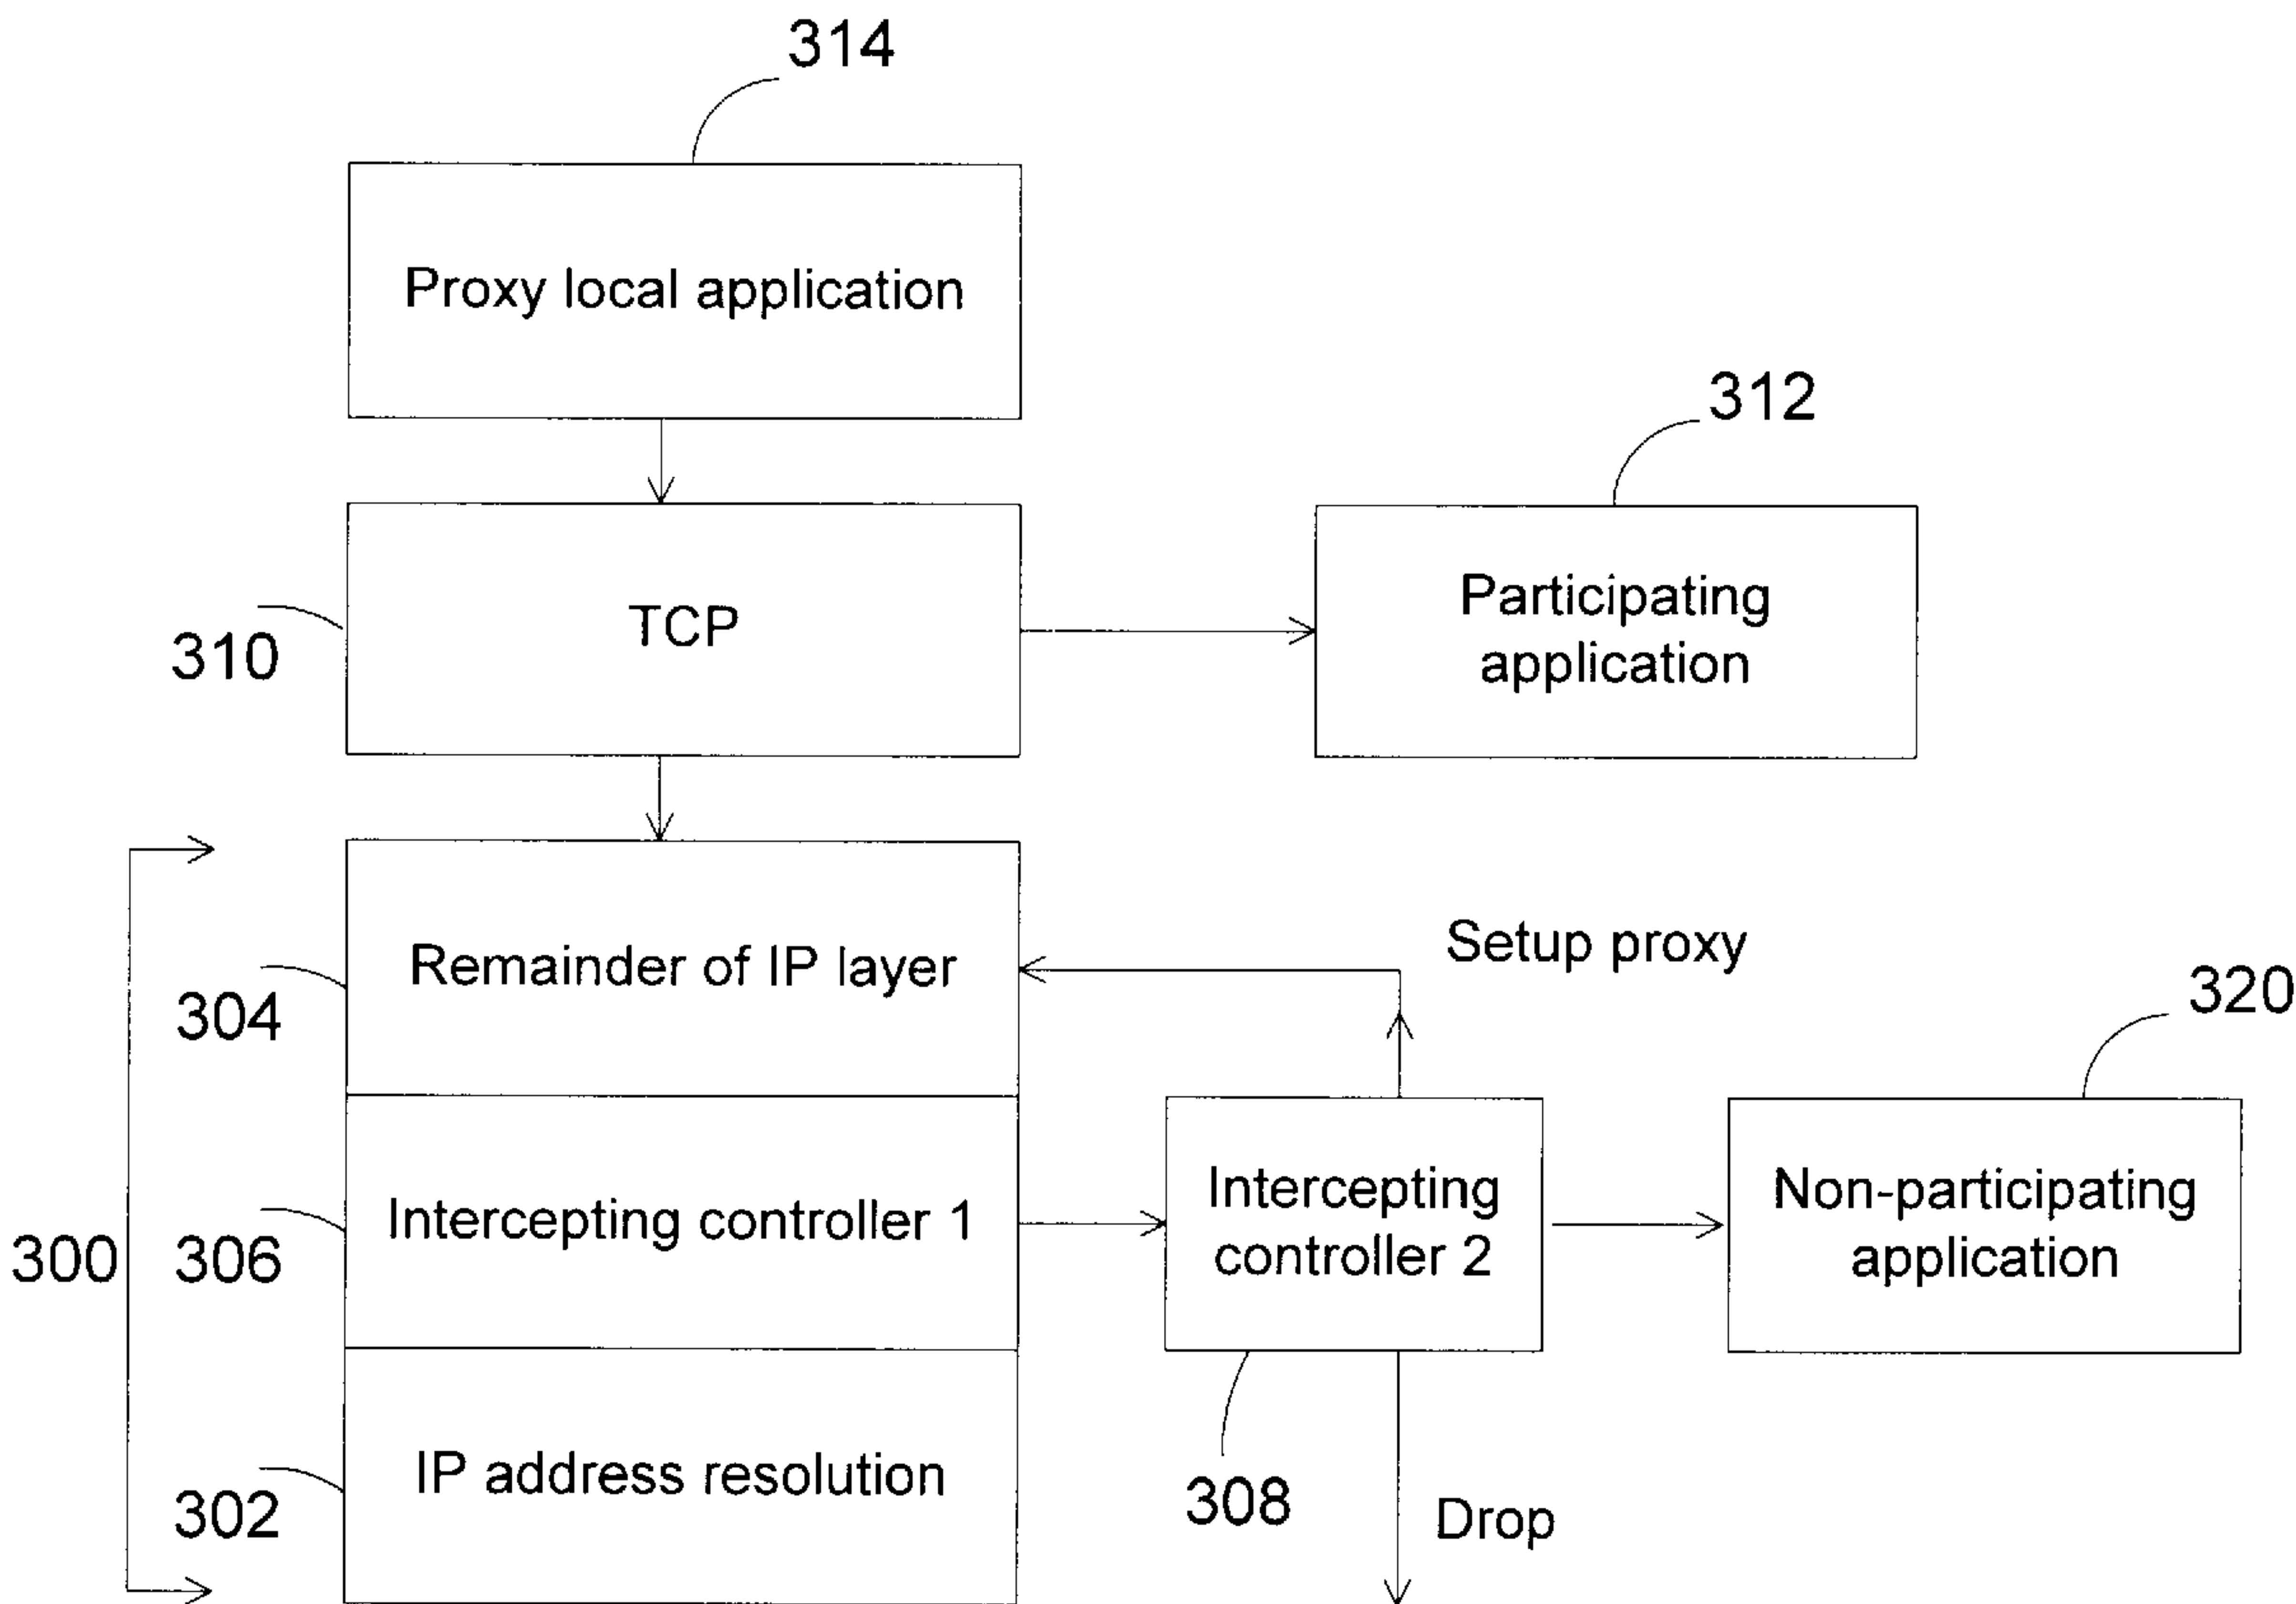 314
Proxy local application
312
TCP
Participating
application
310
Remainder of IP layer
Setup proxy
304
320
Intercepting controller 1
Intercepting
controller 2
Non-participating
application
300
306
IP address resolution
302
308
Drop